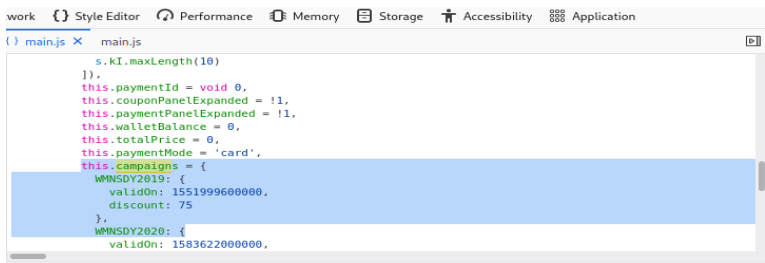 work {} Style Editor Performance Memory Storage Accessibility Application
{} main.js × main.js
s.kI.maxLength(10)
]),
this.paymentId = void 0,
this.couponPanelExpanded = !1,
this.paymentPanelExpanded = !1,
this.walletBalance = 0,
this.totalPrice = 0,
this.paymentMode = 'card',
this.campaigns = {
WMNSDY2019: {
validOn: 1551999600000,
discount: 75
},
WMNSDY2020: {
validOn: 1583622000000,